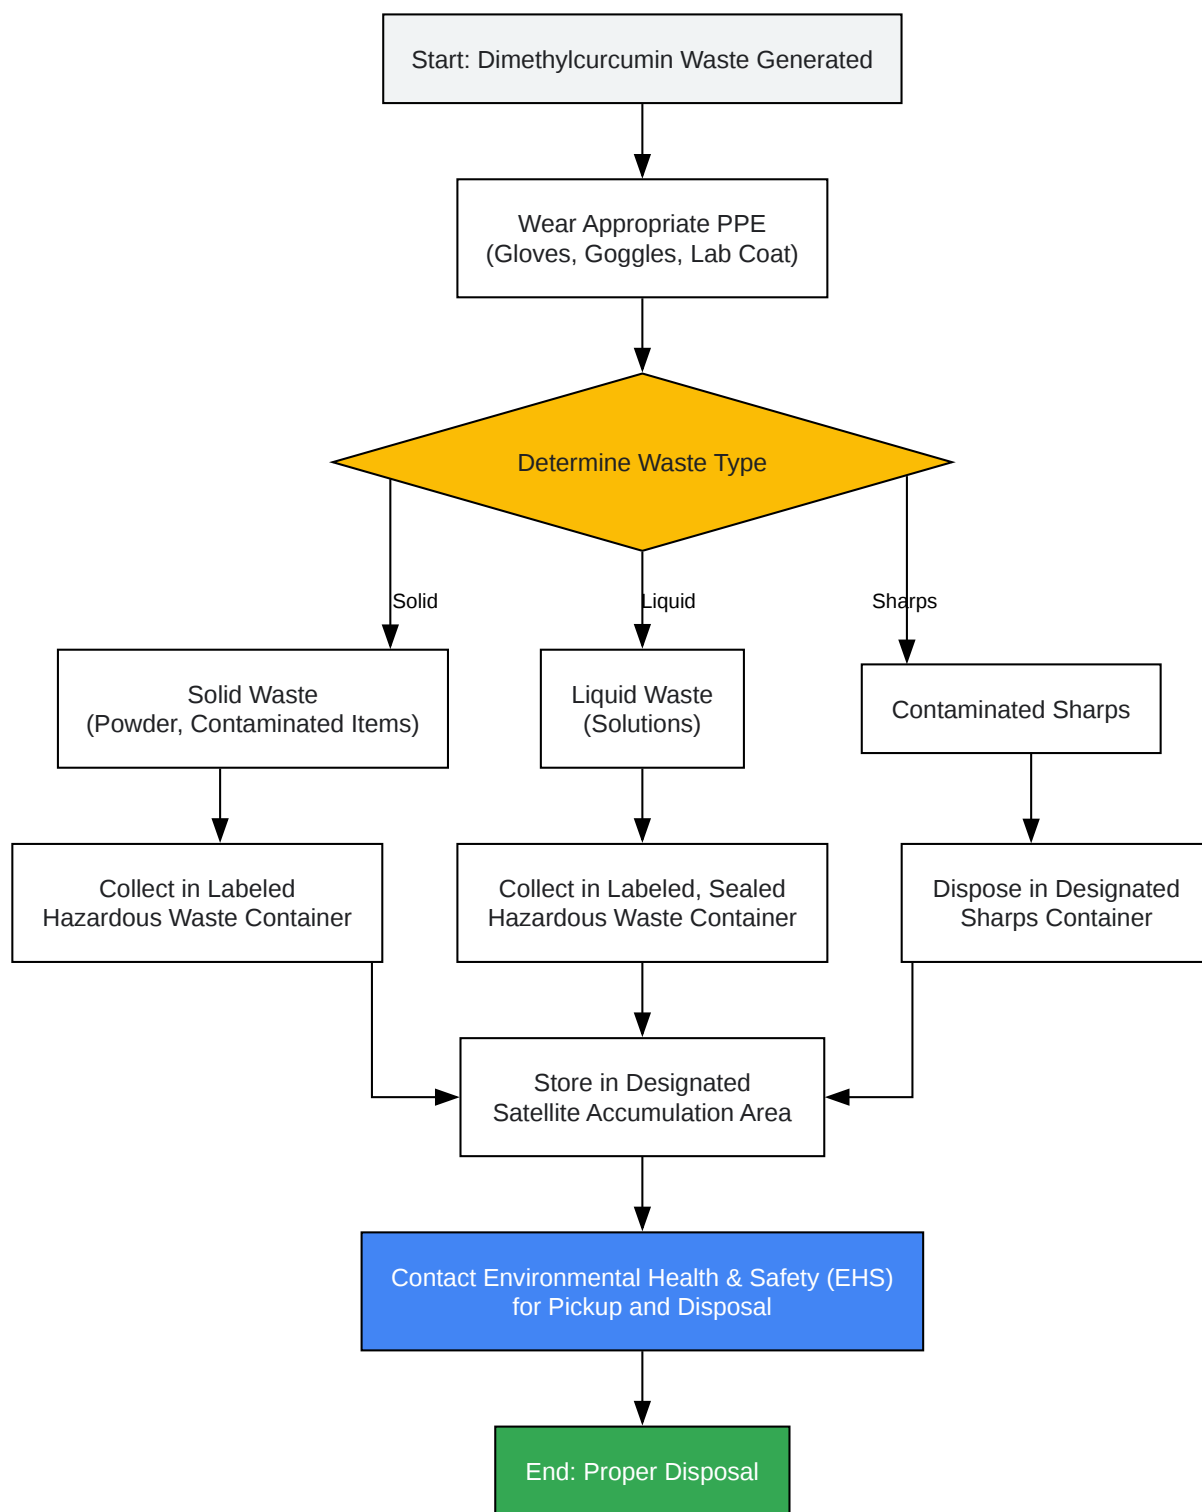 Start: Dimethylcurcumin Waste Generated
Wear Appropriate PPE
(Gloves, Goggles, Lab Coat)
Determine Waste Type
Solid
Liquid
Sharps
Solid Waste
(Powder, Contaminated Items)
Liquid Waste
(Solutions)
Contaminated Sharps
Collect in Labeled
Hazardous Waste Container
Collect in Labeled, Sealed
Hazardous Waste Container
Dispose in Designated
Sharps Container
Store in Designated
Satellite Accumulation Area
Contact Environmental Health & Safety (EHS)
for Pickup and Disposal
End: Proper Disposal